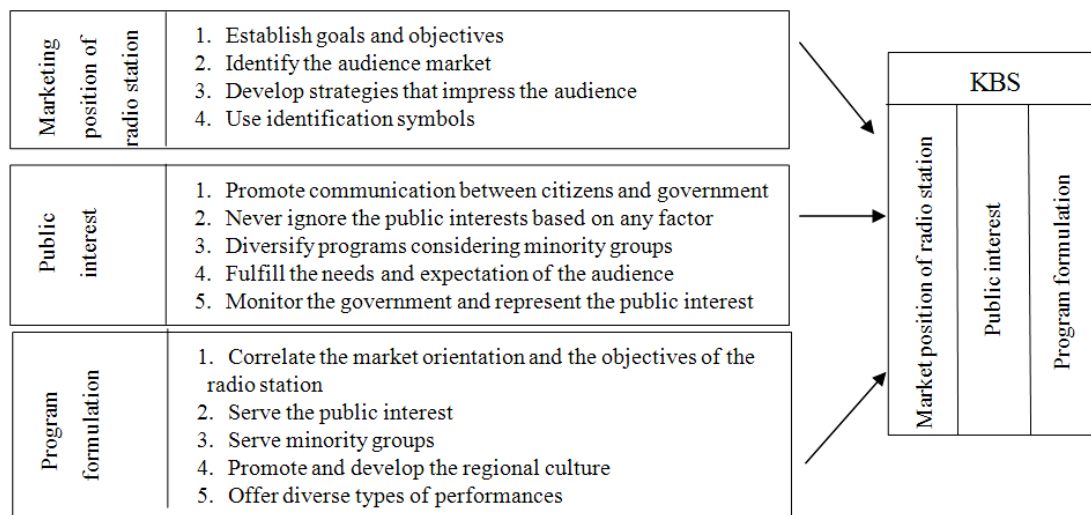 Marketing
position of
radio station
1. Establish goals and objectives
2. Identify the audience market
3. Develop strategies that impress the audience
4. Use identification symbols
Public
interest
1. Promote communication between citizens and government
2. Never ignore the public interests based on any factor
3. Diversify programs considering minority groups
4. Fulfill the needs and expectation of the audience
5. Monitor the government and represent the public interest
Program
formulation
1. Correlate the market orientation and the objectives of the
radio station
2. Serve the public interest
3. Serve minority groups
4. Promote and develop the regional culture
5. Offer diverse types of performances
KBS
Market position of radio station
Public interest
Program formulation